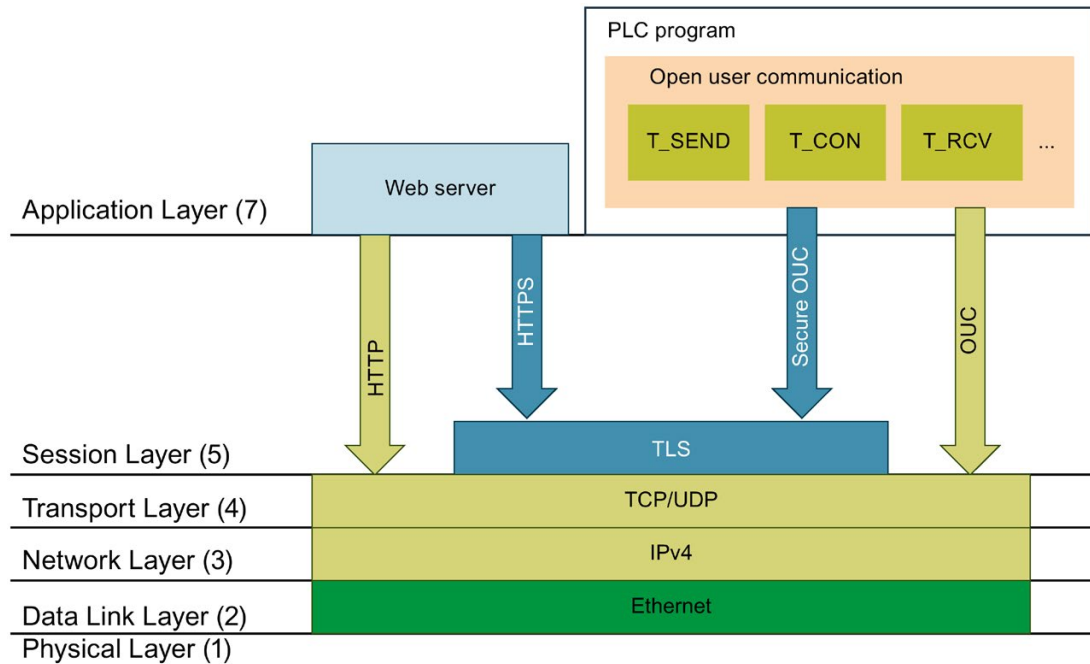 PLC program
Open user communication
T_SEND
T_CON
T_RCV
...
Web server
Application Layer (7)
HTTP
HTTPS
Secure OUC
OUC
TLS
Session Layer (5)
TCP/UDP
Transport Layer (4)
IPv4
Network Layer (3)
Ethernet
Data Link Layer (2)
Physical Layer (1)